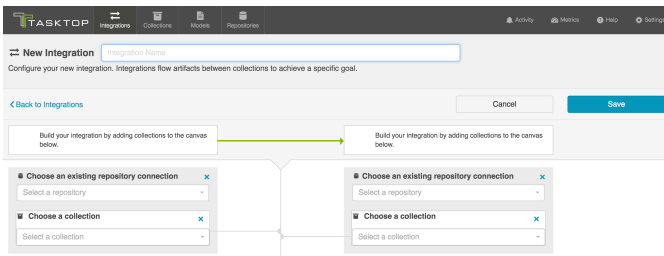 TASKTOP
Integrations Collections Models Repositories Activity Metrics Help Settings
New Integration Integration Name
Configure your new integration. Integrations flow artifacts between collections to achieve a specific goal.
Back to Integrations Cancel Save
Build your integration by adding collections to the canvas
below.
Build your integration by adding collections to the canvas
below.
Choose an existing repository connection
Select a repository
Choose a collection
Select a collection
Choose an existing repository connection
Select a repository
Choose a collection
Select a collection